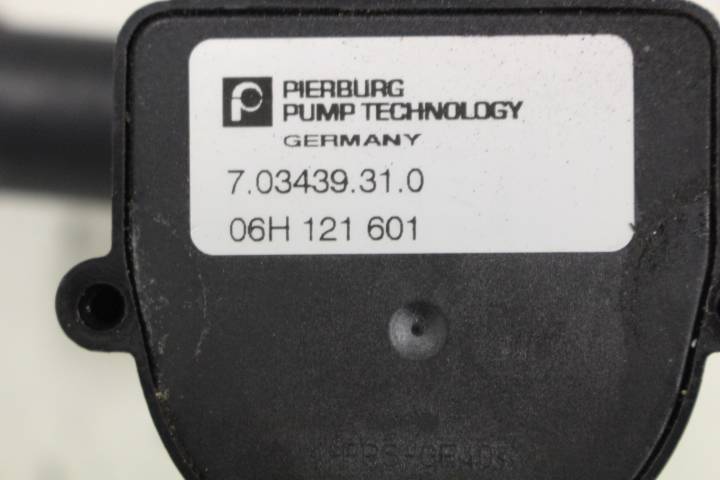 PIERBURG
PUMP TECHNOLOGY
GERMANY
7.03439.31.0
06H 121 601